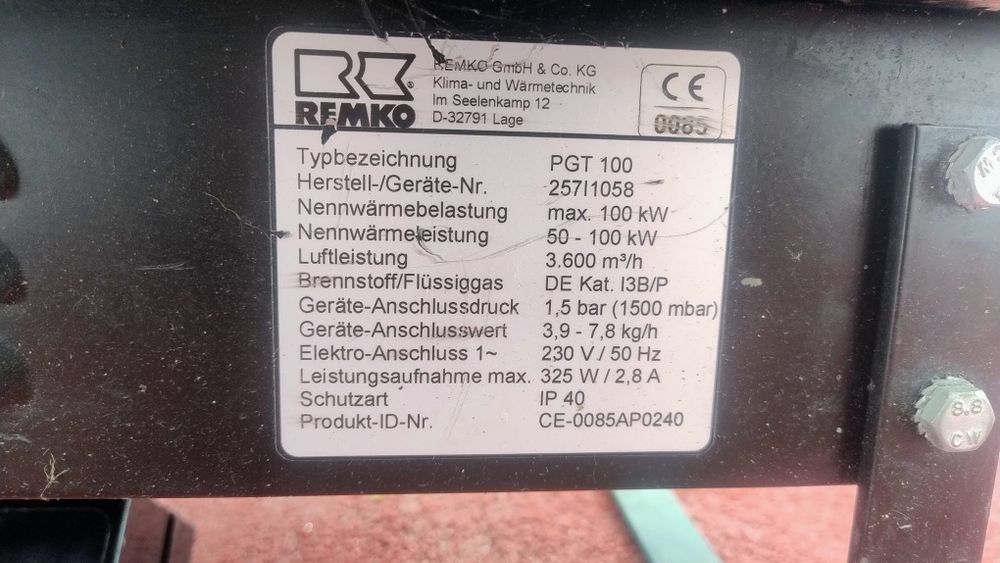 REMKO
REMKO GmbH & Co. KG
Klima- und Wärmetechnik
Im Seelenkamp 12
D-32791 Lage
CE
0085
Typbezeichnung PGT 100
Herstell-/Geräte-Nr. 257I1058
Nennwärmebelastung max. 100 kW
Nennwärmeleistung 50 - 100 kW
Luftleistung 3.600 m³/h
Brennstoff/Flüssiggas DE Kat. I3B/P
Geräte-Anschlussdruck 1,5 bar (1500 mbar)
Geräte-Anschlusswert 3,9 - 7,8 kg/h
Elektro-Anschluss 1~ 230 V / 50 Hz
Leistungsaufnahme max. 325 W / 2,8 A
Schutzart IP 40
Produkt-ID-Nr. CE-0085AP0240
8.8
CW